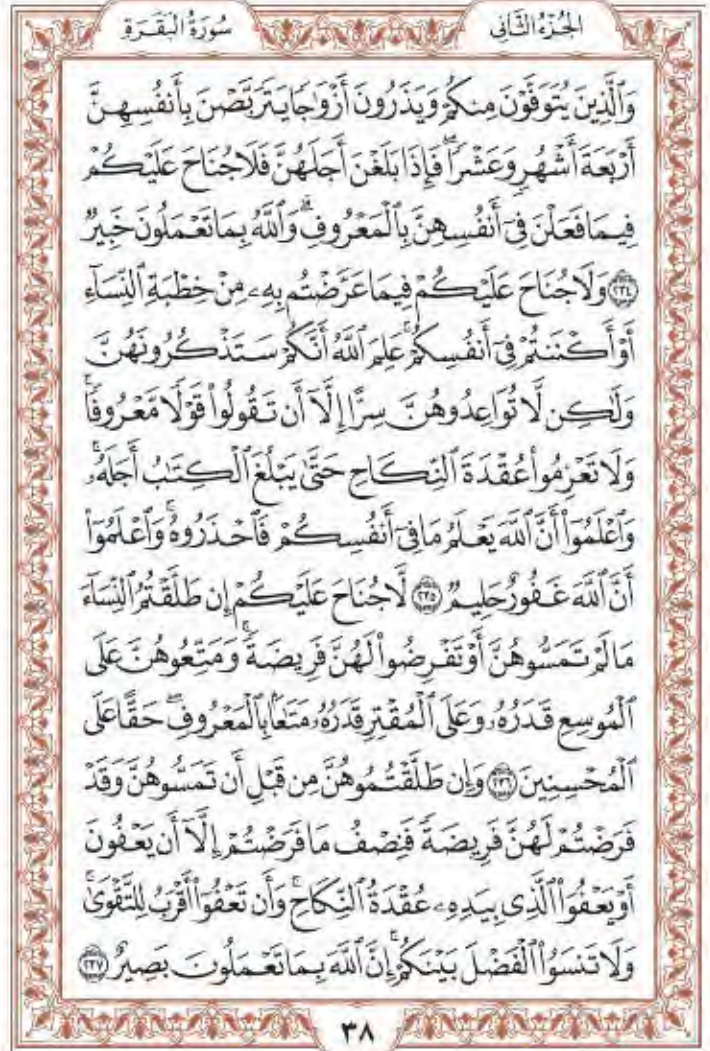 الجُزْءُ الثَّانِى سُورَةُ الْبَقَرَةِ
وَٱلَّذِينَ يُتَوَفَّوْنَ مِنكُمْ وَيَذَرُونَ أَزْوَٰجًا يَتَرَبَّصْنَ بِأَنفُسِهِنَّ
أَرْبَعَةَ أَشْهُرٍ وَعَشْرًاۖ فَإِذَا بَلَغْنَ أَجَلَهُنَّ فَلَا جُنَاحَ عَلَيْكُمْ
فِيمَا فَعَلْنَ فِىٓ أَنفُسِهِنَّ بِٱلْمَعْرُوفِۗ وَٱللَّهُ بِمَا تَعْمَلُونَ خَبِيرٌ
۝٢٣٤ وَلَا جُنَاحَ عَلَيْكُمْ فِيمَا عَرَّضْتُم بِهِۦ مِنْ خِطْبَةِ ٱلنِّسَآءِ
أَوْ أَكْنَنتُمْ فِىٓ أَنفُسِكُمْۚ عَلِمَ ٱللَّهُ أَنَّكُمْ سَتَذْكُرُونَهُنَّ
وَلَٰكِن لَّا تُوَاعِدُوهُنَّ سِرًّا إِلَّآ أَن تَقُولُوا۟ قَوْلًا مَّعْرُوفًاۚ
وَلَا تَعْزِمُوا۟ عُقْدَةَ ٱلنِّكَاحِ حَتَّىٰ يَبْلُغَ ٱلْكِتَٰبُ أَجَلَهُۥۚ
وَٱعْلَمُوٓا۟ أَنَّ ٱللَّهَ يَعْلَمُ مَا فِىٓ أَنفُسِكُمْ فَٱحْذَرُوهُۚ وَٱعْلَمُوٓا۟
أَنَّ ٱللَّهَ غَفُورٌ حَلِيمٌ ۝٢٣٥ لَّا جُنَاحَ عَلَيْكُمْ إِن طَلَّقْتُمُ ٱلنِّسَآءَ
مَا لَمْ تَمَسُّوهُنَّ أَوْ تَفْرِضُوا۟ لَهُنَّ فَرِيضَةًۚ وَمَتِّعُوهُنَّ عَلَى
ٱلْمُوسِعِ قَدَرُهُۥ وَعَلَى ٱلْمُقْتِرِ قَدَرُهُۥ مَتَٰعًۢا بِٱلْمَعْرُوفِۖ حَقًّا عَلَى
ٱلْمُحْسِنِينَ ۝٢٣٦ وَإِن طَلَّقْتُمُوهُنَّ مِن قَبْلِ أَن تَمَسُّوهُنَّ وَقَدْ
فَرَضْتُمْ لَهُنَّ فَرِيضَةً فَنِصْفُ مَا فَرَضْتُمْ إِلَّآ أَن يَعْفُونَ
أَوْ يَعْفُوَا۟ ٱلَّذِى بِيَدِهِۦ عُقْدَةُ ٱلنِّكَاحِۚ وَأَن تَعْفُوٓا۟ أَقْرَبُ لِلتَّقْوَىٰۚ
وَلَا تَنسَوُا۟ ٱلْفَضْلَ بَيْنَكُمْۚ إِنَّ ٱللَّهَ بِمَا تَعْمَلُونَ بَصِيرٌ ۝٢٣٧
٣٨